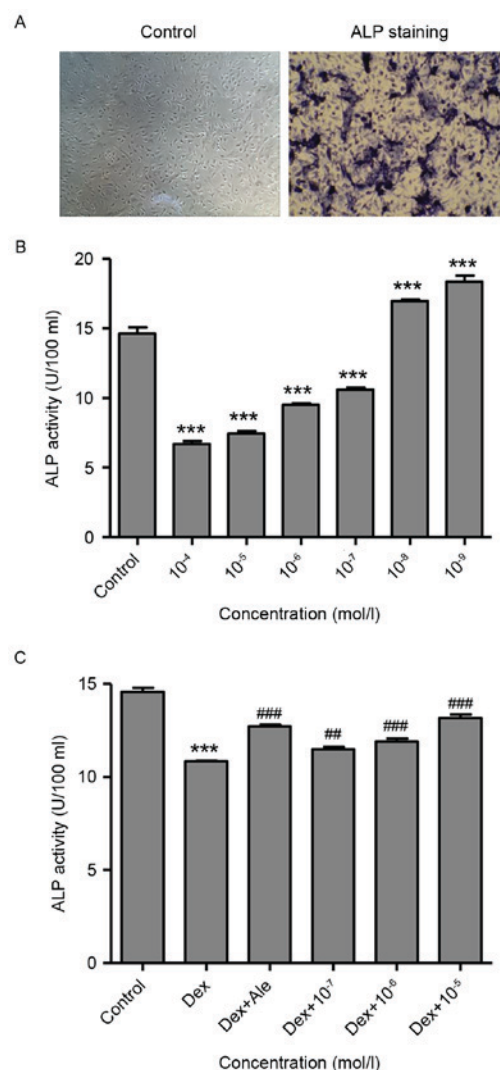 A
Control
ALP staining
B
ALP activity (U/100 ml)
20
15
10
5
0
***
***
***
***
***
***
Control
10⁻⁴
10⁻⁵
10⁻⁶
10⁻⁷
10⁻⁸
10⁻⁹
Concentration (mol/l)
C
ALP activity (U/100 ml)
15
10
5
0
***
###
##
###
###
Control
Dex
Dex+Ale
Dex+10⁻⁷
Dex+10⁻⁶
Dex+10⁻⁵
Concentration (mol/l)